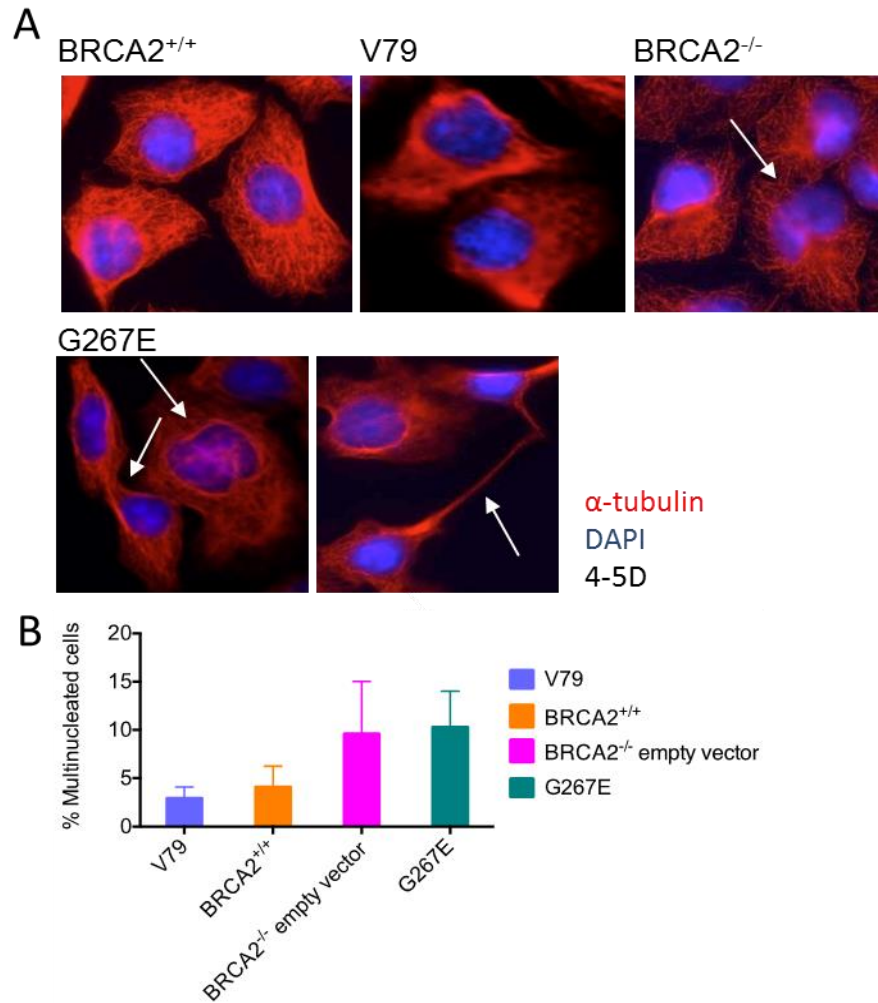 A
BRCA2⁺/⁺
V79
BRCA2⁻/⁻
G267E
α-tubulin
DAPI
4-5D
B
20
15
10
5
0
% Multinucleated cells
V79
BRCA2⁺/⁺
BRCA2⁻/⁻ empty vector
G267E
V79
BRCA2⁺/⁺
BRCA2⁻/⁻ empty vector
G267E